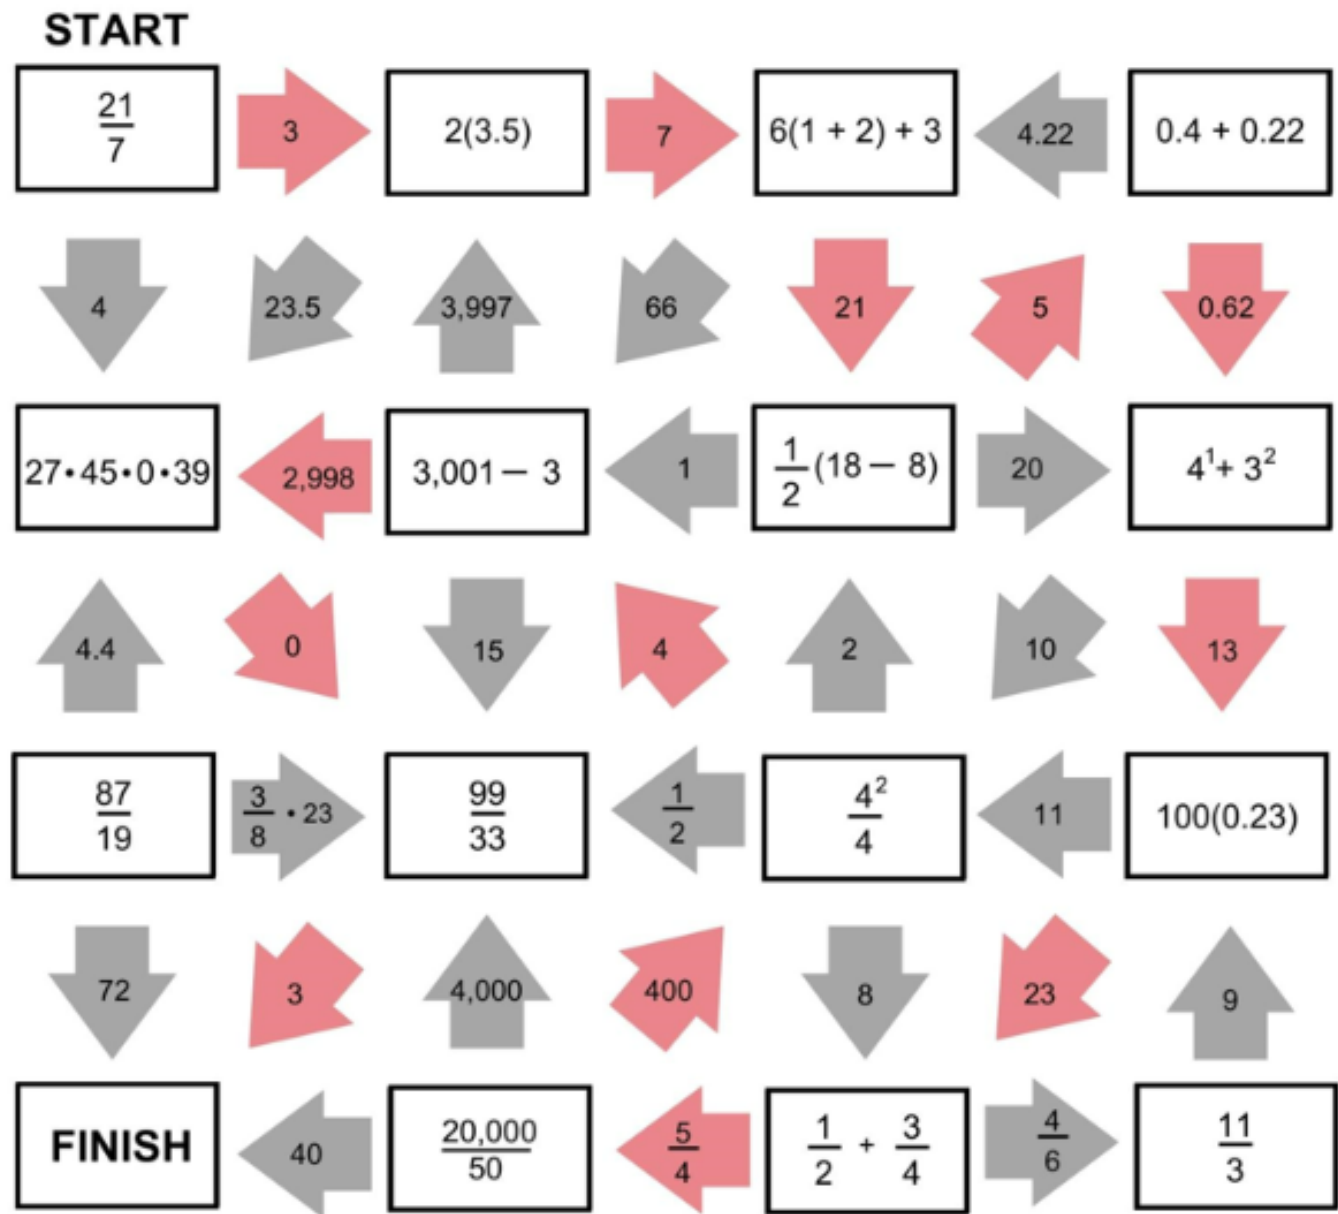 START
21/7 3 2(3.5) 7 6(1 + 2) + 3 4.22 0.4 + 0.22
4 23.5 3,997 66 21 5 0.62
27•45•0•39 2,998 3,001 − 3 1 1/2(18 − 8) 20 4¹+ 3²
4.4 0 15 4 2 10 13
87/19 3/8 • 23 99/33 1/2 4²/4 11 100(0.23)
72 3 4,000 400 8 23 9
FINISH 40 20,000/50 5/4 1/2 + 3/4 4/6 11/3